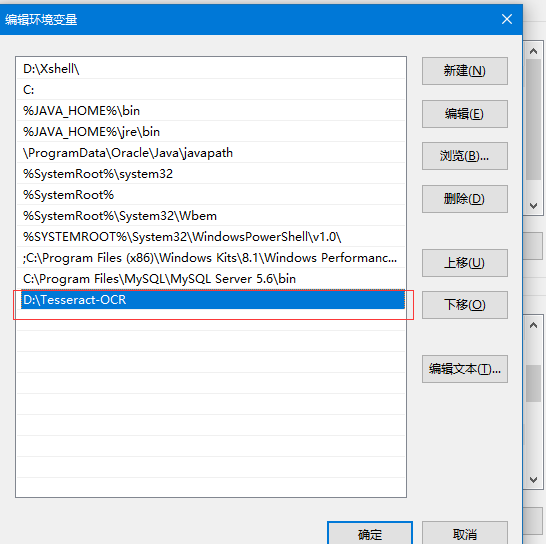 编辑环境变量
D:\Xshell\
C:
%JAVA_HOME%\bin
%JAVA_HOME%\jre\bin
\ProgramData\Oracle\Java\javapath
%SystemRoot%\system32
%SystemRoot%
%SystemRoot%\System32\Wbem
%SYSTEMROOT%\System32\WindowsPowerShell\v1.0\
;C:\Program Files (x86)\Windows Kits\8.1\Windows Performanc...
C:\Program Files\MySQL\MySQL Server 5.6\bin
D:\Tesseract-OCR
新建(N)
编辑(E)
浏览(B)...
删除(D)
上移(U)
下移(O)
编辑文本(T)...
确定
取消